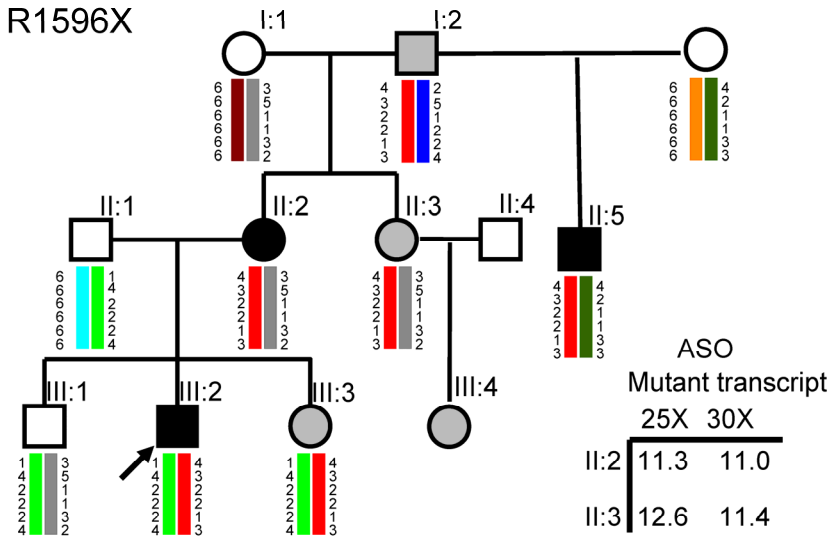 R1596X
I:1
I:2
6 3 4 2 6 4
6 5 3 5 6 2
6 1 2 1 6 1
6 1 2 2 6 1
6 3 1 2 6 3
6 2 3 4 6 3
II:1
II:2
II:3
II:4
II:5
6 1 4 3 4 3
6 4 3 5 3 5
6 2 2 1 2 1
6 2 2 1 2 1
6 2 1 3 1 3
6 4 3 2 3 2
4 4
3 2
2 1
2 1
1 3
3 3
III:1
III:2
III:3
III:4
1 3 1 4 1 4
4 5 4 3 4 3
2 1 2 2 2 2
2 1 2 2 2 2
2 3 2 1 2 1
4 2 4 3 4 3
ASO
Mutant transcript
25X 30X
II:2 11.3 11.0
II:3 12.6 11.4